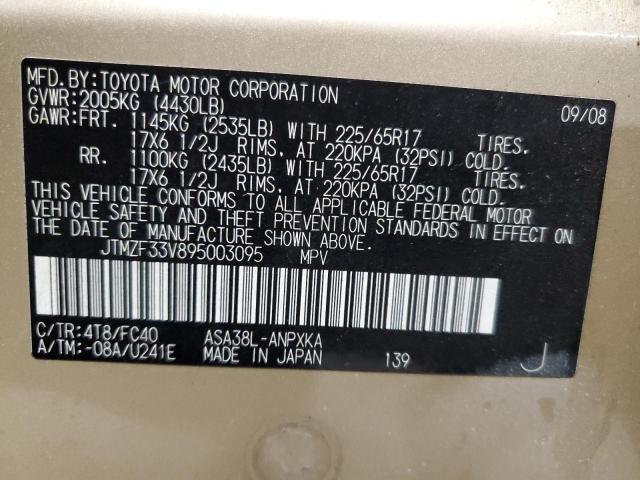 MFD.BY:TOYOTA MOTOR CORPORATION 09/08
GVWR:2005KG (4430LB)
GAWR:FRT. 1145KG (2535LB) WITH 225/65R17 TIRES.
17X6 1/2J RIMS. AT 220KPA (32PSI) COLD.
RR. 1100KG (2435LB) WITH 225/65R17 TIRES.
17X6 1/2J RIMS. AT 220KPA (32PSI) COLD.
THIS VEHICLE CONFORMS TO ALL APPLICABLE FEDERAL MOTOR
VEHICLE SAFETY AND THEFT PREVENTION STANDARDS IN EFFECT ON
THE DATE OF MANUFACTURE SHOWN ABOVE.
JTMZF33V895003095 MPV
C/TR:4T8/FC40 ASA38L-ANPXKA
A/TM:-08A/U241E MADE IN JAPAN 139 J